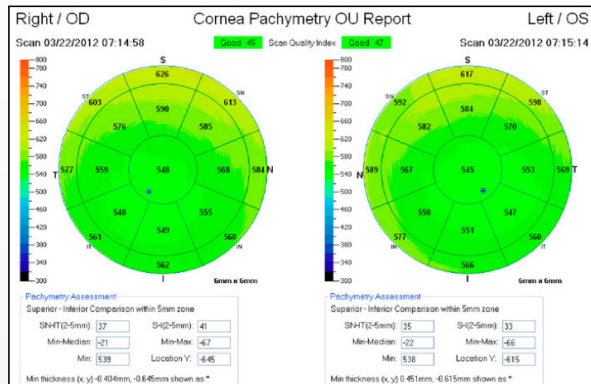 Right / OD Cornea Pachymetry OU Report Left / OS
Scan 03/22/2012 07:14:58 Good 45 Scan Quality Index Good 47 Scan 03/22/2012 07:15:14
800
740
700
660
620
580
540
500
460
420
380
340
300
S
626
ST 603 613 SN
590
576 585
T 577 559 548 568 584 N
548 555
549
IT 561 568 IN
562
I
6mm x 6mm
800
740
700
660
620
580
540
500
460
420
380
340
300
S
617
SN 592 598 ST
584
582 570
N 589 567 545 553 569 T
558 547
551
IN 577 560 IT
566
I
6mm x 6mm
Pachymetry Assessment
Superior - Inferior Comparison within 5mm zone
SN-IT(2-5mm): 37 S-I(2-5mm): 41
Min-Median: -21 Min-Max: -67
Min: 539 Location Y: -645
Min thickness (x, y) -0.404mm, -0.645mm shown as *
Pachymetry Assessment
Superior - Inferior Comparison within 5mm zone
SN-IT(2-5mm): 35 S-I(2-5mm): 33
Min-Median: -22 Min-Max: -66
Min: 538 Location Y: -615
Min thickness (x, y) 0.451mm, -0.615mm shown as *